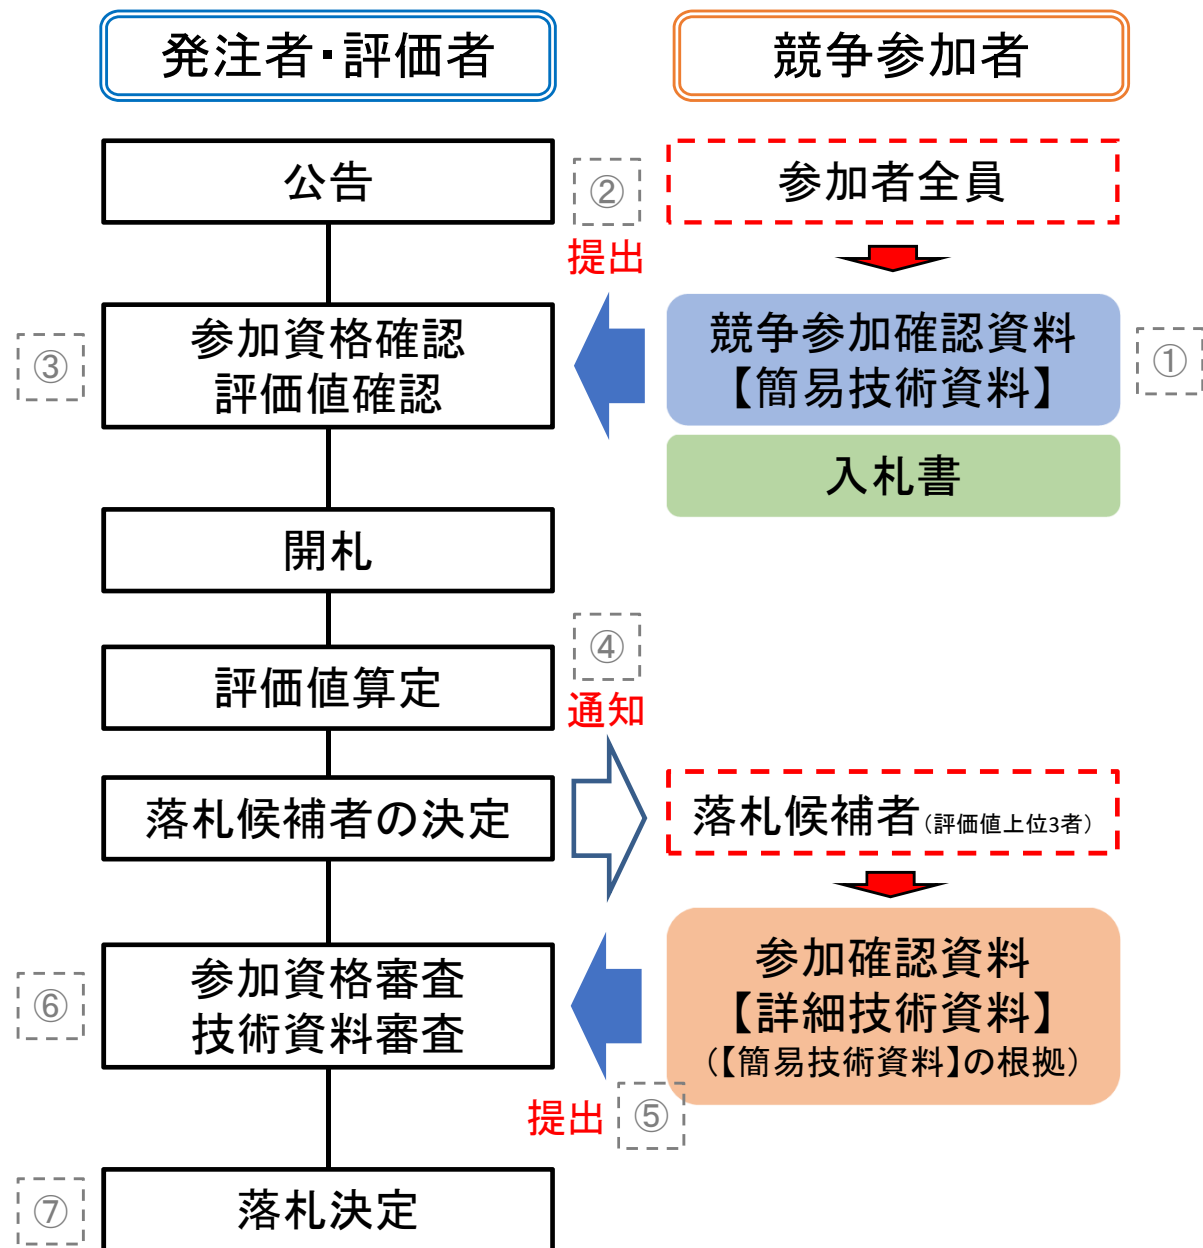 発注者・評価者
競争参加者
公告
②
提出
参加者全員
③
参加資格確認
評価値確認
競争参加確認資料
【簡易技術資料】
①
入札書
開札
評価値算定
④
通知
落札候補者の決定
落札候補者(評価値上位3者)
⑥
参加資格審査
技術資料審査
参加確認資料
【詳細技術資料】
(【簡易技術資料】の根拠)
提出
⑤
⑦
落札決定